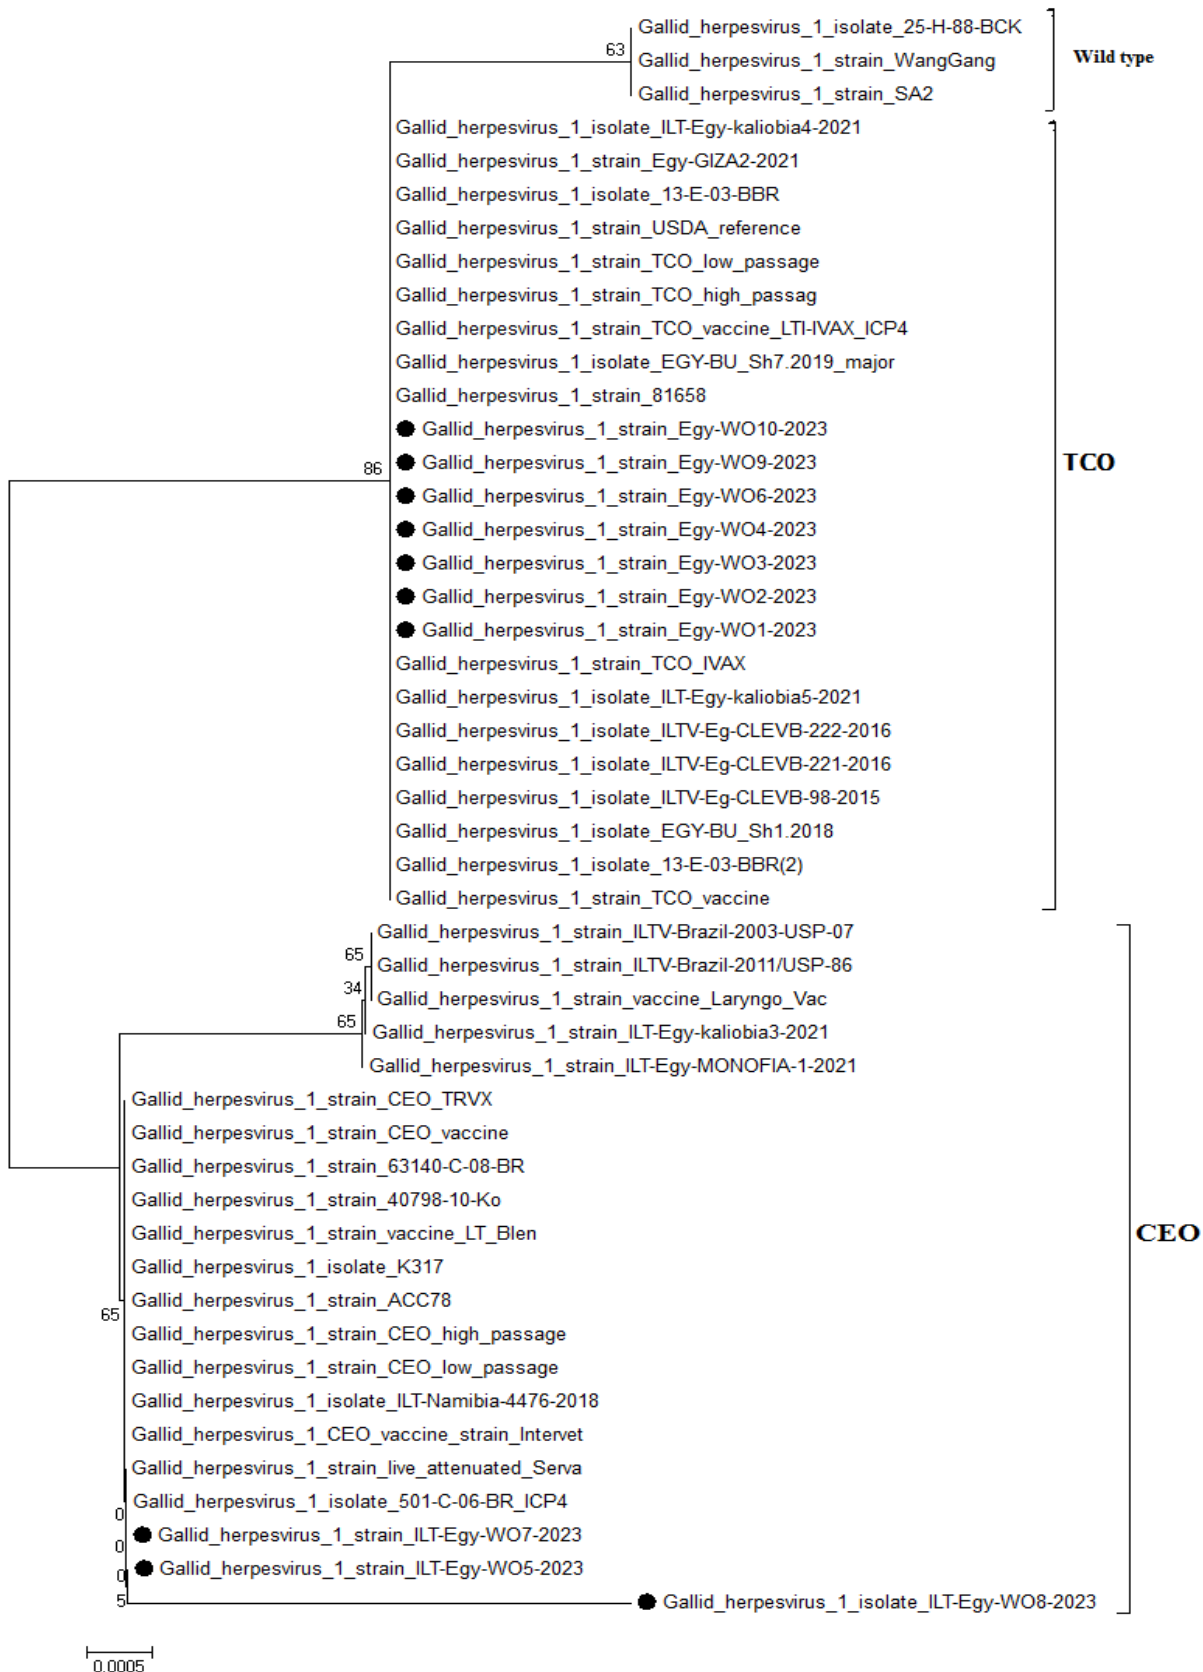 Gallid_herpesvirus_1_isolate_25-H-88-BCK
63
Gallid_herpesvirus_1_strain_WangGang
Wild type
Gallid_herpesvirus_1_strain_SA2
Gallid_herpesvirus_1_isolate_ILT-Egy-kaliobia4-2021
Gallid_herpesvirus_1_strain_Egy-GIZA2-2021
Gallid_herpesvirus_1_isolate_13-E-03-BBR
Gallid_herpesvirus_1_strain_USDA_reference
Gallid_herpesvirus_1_strain_TCO_low_passage
Gallid_herpesvirus_1_strain_TCO_high_passag
Gallid_herpesvirus_1_strain_TCO_vaccine_LTI-IVAX_ICP4
Gallid_herpesvirus_1_isolate_EGY-BU_Sh7.2019_major
Gallid_herpesvirus_1_strain_81658
Gallid_herpesvirus_1_strain_Egy-WO10-2023
86
Gallid_herpesvirus_1_strain_Egy-WO9-2023
TCO
Gallid_herpesvirus_1_strain_Egy-WO6-2023
Gallid_herpesvirus_1_strain_Egy-WO4-2023
Gallid_herpesvirus_1_strain_Egy-WO3-2023
Gallid_herpesvirus_1_strain_Egy-WO2-2023
Gallid_herpesvirus_1_strain_Egy-WO1-2023
Gallid_herpesvirus_1_strain_TCO_IVAX
Gallid_herpesvirus_1_isolate_ILT-Egy-kaliobia5-2021
Gallid_herpesvirus_1_isolate_ILTV-Eg-CLEVB-222-2016
Gallid_herpesvirus_1_isolate_ILTV-Eg-CLEVB-221-2016
Gallid_herpesvirus_1_isolate_ILTV-Eg-CLEVB-98-2015
Gallid_herpesvirus_1_isolate_EGY-BU_Sh1.2018
Gallid_herpesvirus_1_isolate_13-E-03-BBR(2)
Gallid_herpesvirus_1_strain_TCO_vaccine
Gallid_herpesvirus_1_strain_ILTV-Brazil-2003-USP-07
65
Gallid_herpesvirus_1_strain_ILTV-Brazil-2011/USP-86
34
Gallid_herpesvirus_1_strain_vaccine_Laryngo_Vac
65
Gallid_herpesvirus_1_strain_ILT-Egy-kaliobia3-2021
Gallid_herpesvirus_1_strain_ILT-Egy-MONOFIA-1-2021
Gallid_herpesvirus_1_strain_CEO_TRVX
Gallid_herpesvirus_1_strain_CEO_vaccine
Gallid_herpesvirus_1_strain_63140-C-08-BR
Gallid_herpesvirus_1_strain_40798-10-Ko
Gallid_herpesvirus_1_strain_vaccine_LT_Blen
CEO
Gallid_herpesvirus_1_isolate_K317
Gallid_herpesvirus_1_strain_ACC78
65
Gallid_herpesvirus_1_strain_CEO_high_passage
Gallid_herpesvirus_1_strain_CEO_low_passage
Gallid_herpesvirus_1_isolate_ILT-Namibia-4476-2018
Gallid_herpesvirus_1_CEO_vaccine_strain_Intervet
Gallid_herpesvirus_1_strain_live_attenuated_Serva
Gallid_herpesvirus_1_isolate_501-C-06-BR_ICP4
0
Gallid_herpesvirus_1_strain_ILT-Egy-WO7-2023
0
Gallid_herpesvirus_1_strain_ILT-Egy-WO5-2023
0
5
Gallid_herpesvirus_1_isolate_ILT-Egy-WO8-2023
0.0005